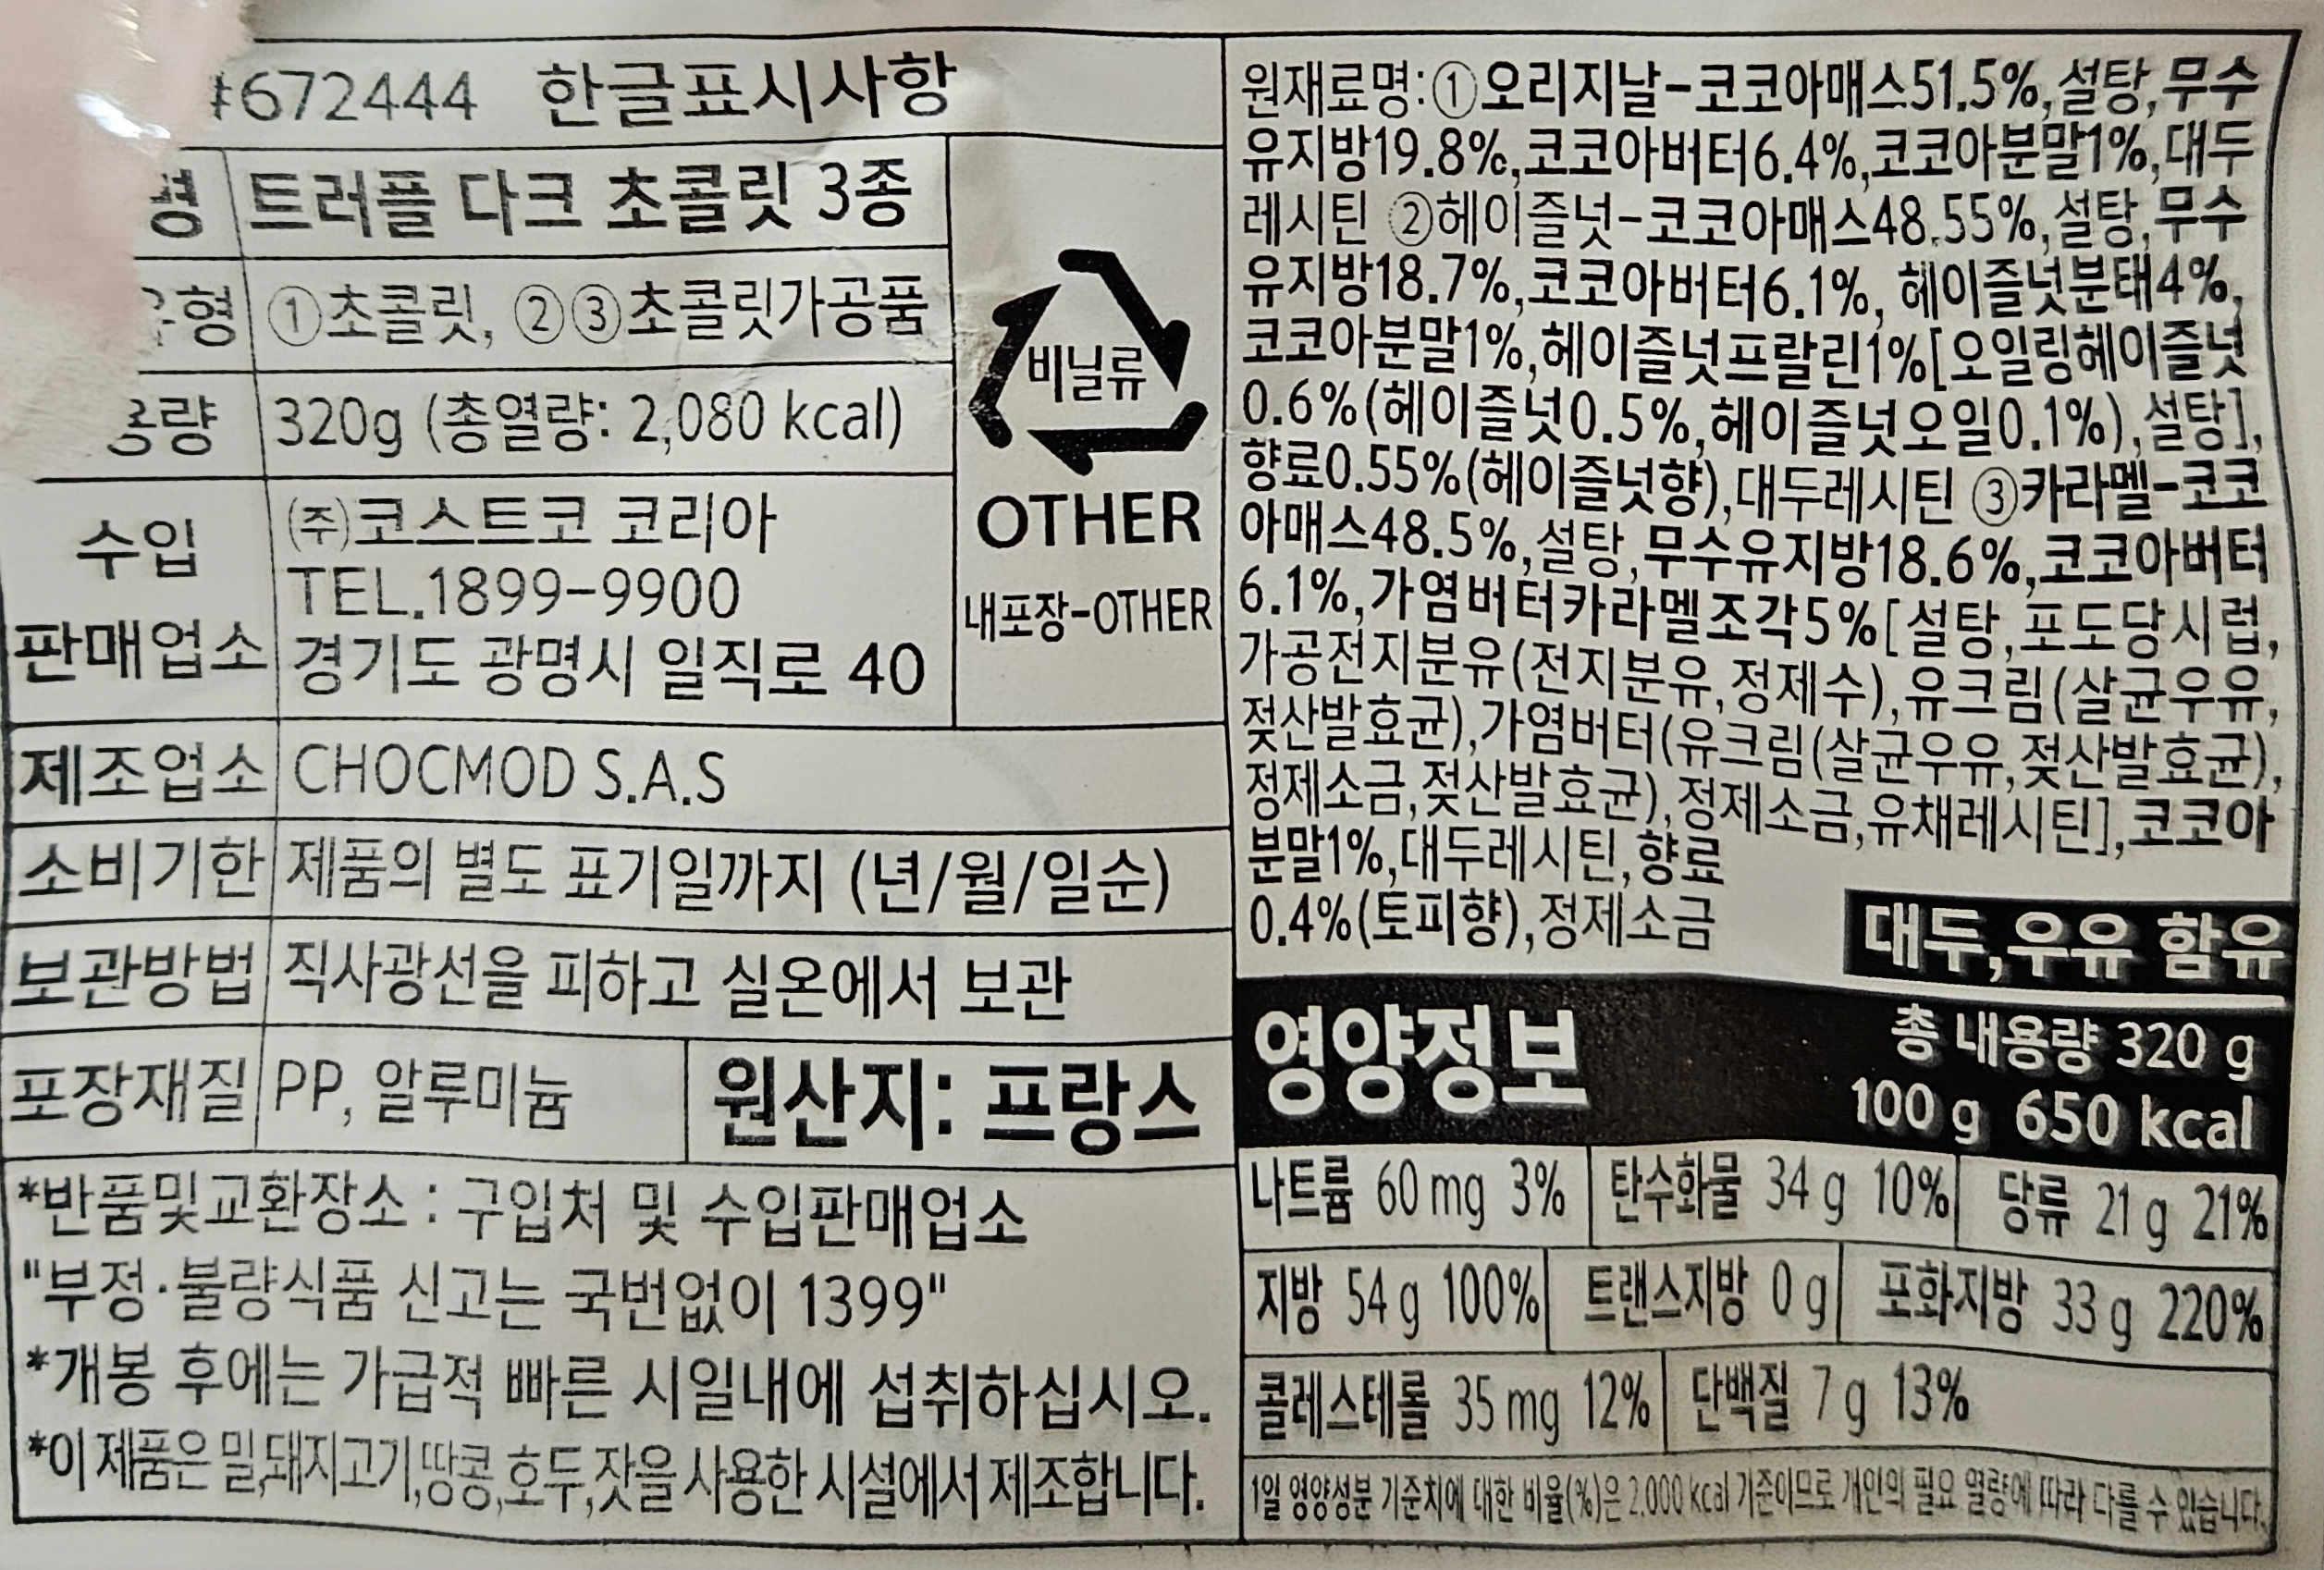 #672444 한글표시사항
트러플 다크 초콜릿 3종
①초콜릿, ②③초콜릿가공품
320g (총열량: 2,080 kcal)
수입
판매업소
㈜코스트코 코리아
TEL.1899-9900
경기도 광명시 일직로 40
비닐류
OTHER
내포장-OTHER
제조업소 CHOCMOD S.A.S
소비기한 제품의 별도 표기일까지 (년/월/일순)
보관방법 직사광선을 피하고 실온에서 보관
포장재질 PP, 알루미늄 원산지: 프랑스
*반품및교환장소 : 구입처 및 수입판매업소
"부정·불량식품 신고는 국번없이 1399"
*개봉 후에는 가급적 빠른 시일내에 섭취하십시오.
*이 제품은 밀,돼지고기,땅콩,호두,잣을 사용한 시설에서 제조합니다.
원재료명:①오리지날-코코아매스51.5%,설탕,무수
유지방19.8%,코코아버터6.4%,코코아분말1%,대두
레시틴 ②헤이즐넛-코코아매스48.55%,설탕,무수
유지방18.7%,코코아버터6.1%, 헤이즐넛분태4%,
코코아분말1%,헤이즐넛프랄린1%[오일링헤이즐넛
0.6%(헤이즐넛0.5%,헤이즐넛오일0.1%),설탕],
향료0.55%(헤이즐넛향),대두레시틴 ③카라멜-코코
아매스48.5%,설탕,무수유지방18.6%,코코아버터
6.1%,가염버터카라멜조각5%[설탕,포도당시럽,
가공전지분유(전지분유,정제수),유크림(살균우유,
젖산발효균),가염버터(유크림(살균우유,젖산발효균),
정제소금,젖산발효균),정제소금,유채레시틴],코코아
분말1%,대두레시틴,향료
0.4%(토피향),정제소금
대두,우유 함유
영양정보
총 내용량 320 g
100 g 650 kcal
나트륨 60 mg 3% 탄수화물 34 g 10% 당류 21 g 21%
지방 54 g 100% 트랜스지방 0 g 포화지방 33 g 220%
콜레스테롤 35 mg 12% 단백질 7 g 13%
1일 영양성분 기준치에 대한 비율(%)은 2,000 kcal 기준이므로 개인의 필요 열량에 따라 다를 수 있습니다.